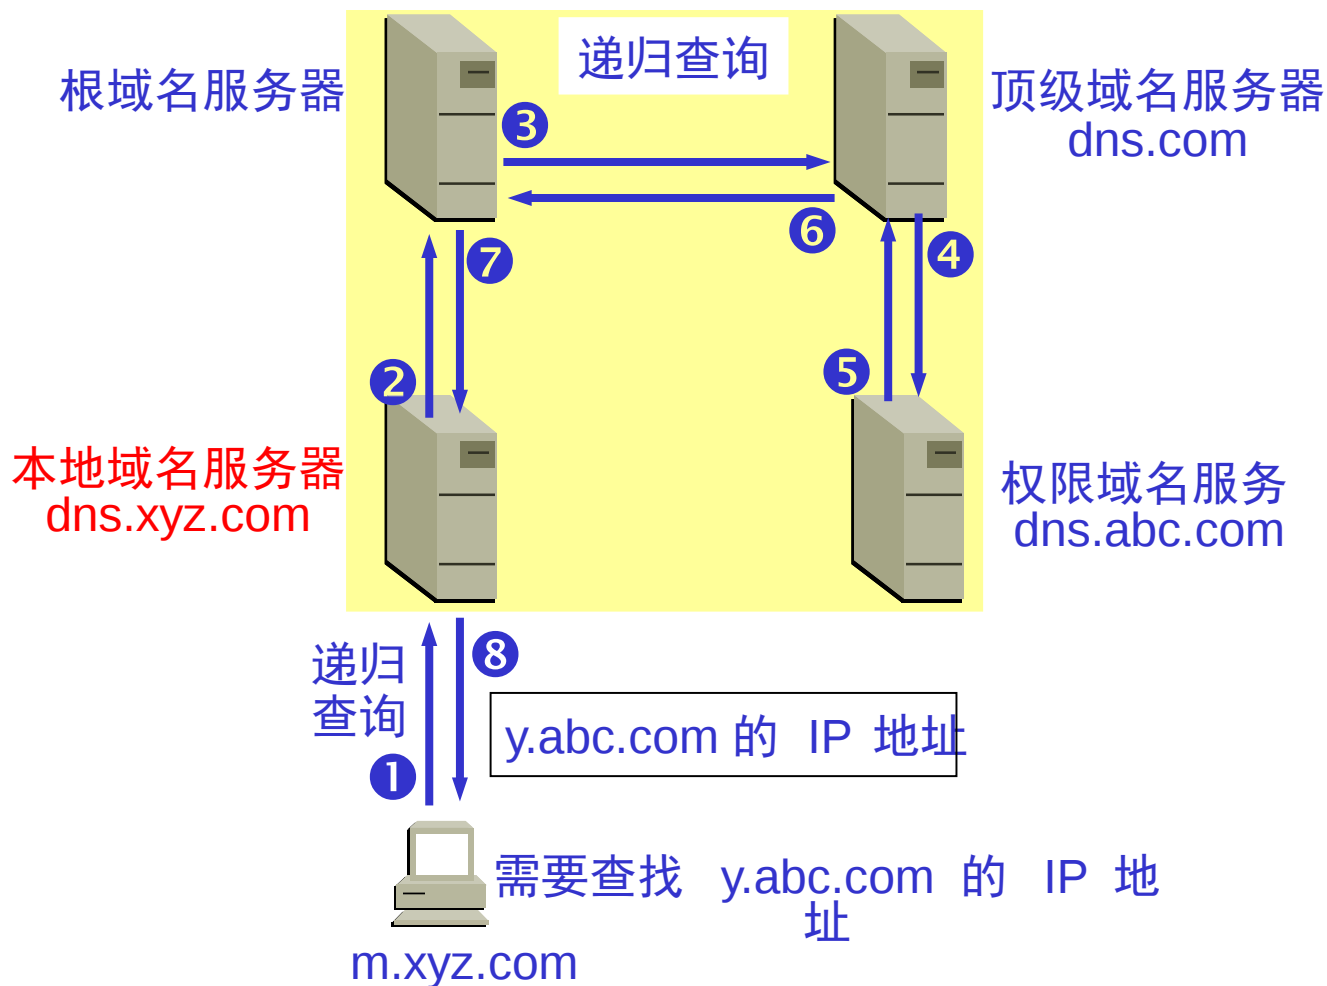 递归查询
根域名服务器
顶级域名服务器
dns.com
❸
❻
❼
❹
❷
❺
本地域名服务器
dns.xyz.com
权限域名服务
dns.abc.com
递归
查询
❽
y.abc.com 的 IP 地址
❶
需要查找 y.abc.com 的 IP 地
址
m.xyz.com